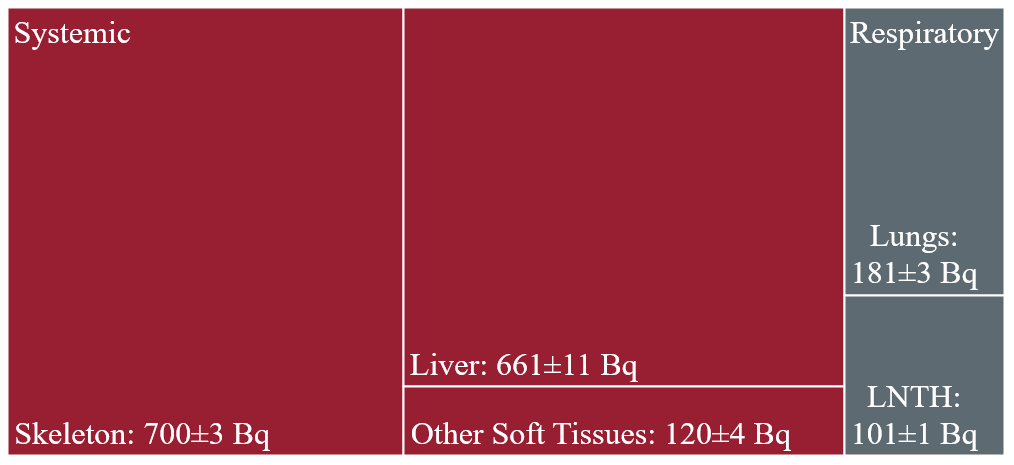 Systemic
Skeleton: 700±3 Bq
Liver: 661±11 Bq
Other Soft Tissues: 120±4 Bq
Respiratory
Lungs:
181±3 Bq
LNTH:
101±1 Bq